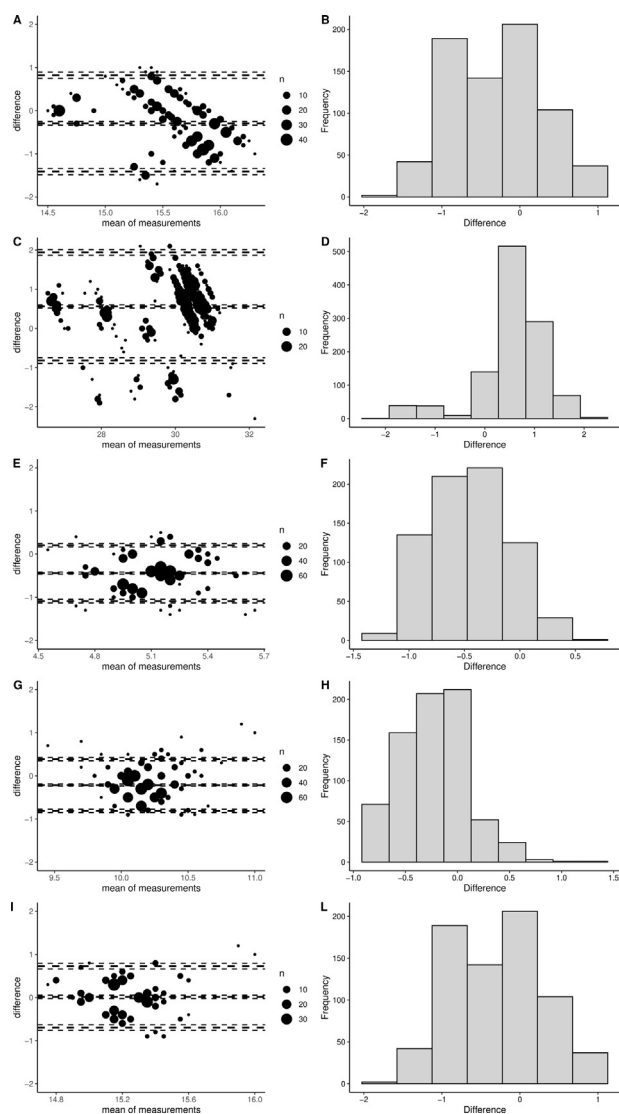 A
difference
2
1
0
−1
−2
14.5 15.0 15.5 16.0
mean of measurements
n
10
20
30
40
B
Frequency
200
150
100
50
0
−2 −1 0 1
Difference
C
difference
2
1
0
−1
−2
28 30 32
mean of measurements
n
10
20
D
Frequency
500
400
300
200
100
0
−2 −1 0 1 2
Difference
E
difference
2
1
0
−1
−2
4.5 4.8 5.1 5.4 5.7
mean of measurements
n
20
40
60
F
Frequency
200
150
100
50
0
−1.5 −1.0 −0.5 0.0 0.5
Difference
G
difference
2
1
0
−1
−2
9.5 10.0 10.5 11.0
mean of measurements
n
20
40
60
H
Frequency
200
150
100
50
0
−1.0 −0.5 0.0 0.5 1.0 1.5
Difference
I
difference
2
1
0
−1
−2
14.8 15.2 15.6 16.0
mean of measurements
n
10
20
30
L
Frequency
200
150
100
50
0
−2 −1 0 1
Difference